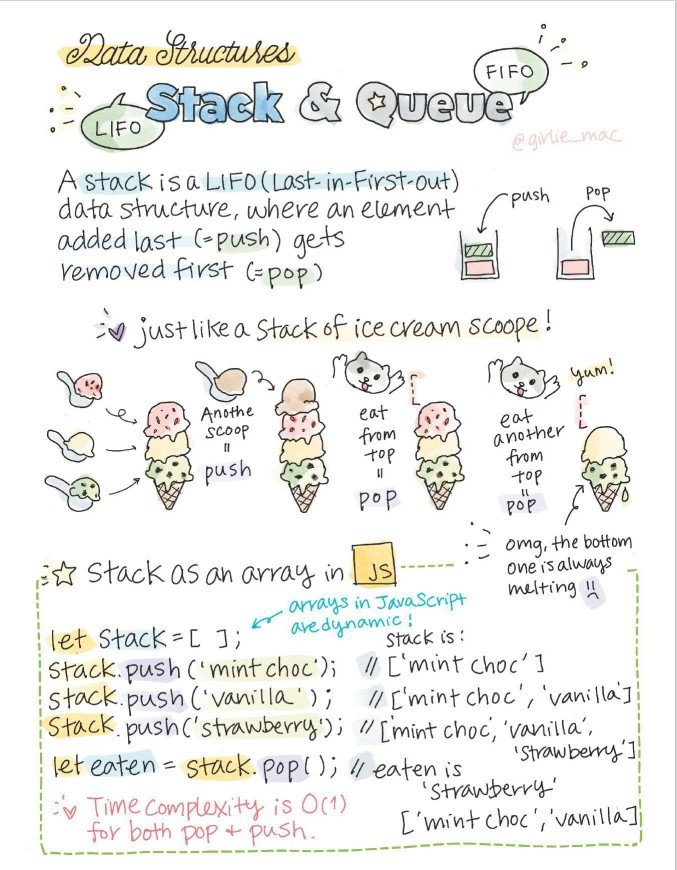 Data Structures
Stack & Queue
LIFO
FIFO
@girlie_mac
A stack is a LIFO (Last-in-First-out)
data structure, where an element
added last (=push) gets
removed first (=pop)
push
pop
just like a stack of ice cream scoope!
Anothe
scoop
=
push
eat
from
top
=
pop
eat
another
from
top
=
pop
yum!
omg, the bottom
one is always
melting
Stack as an array in JS
arrays in JavaScript
are dynamic!
let Stack = [ ];
stack is:
stack.push('mint choc'); // ['mint choc']
stack.push('vanilla'); // ['mint choc', 'vanilla']
Stack.push('strawberry'); // ['mint choc', 'vanilla',
'strawberry']
let eaten = stack.pop(); // eaten is
'strawberry'
['mint choc', 'vanilla]
Time complexity is O(1)
for both pop + push.